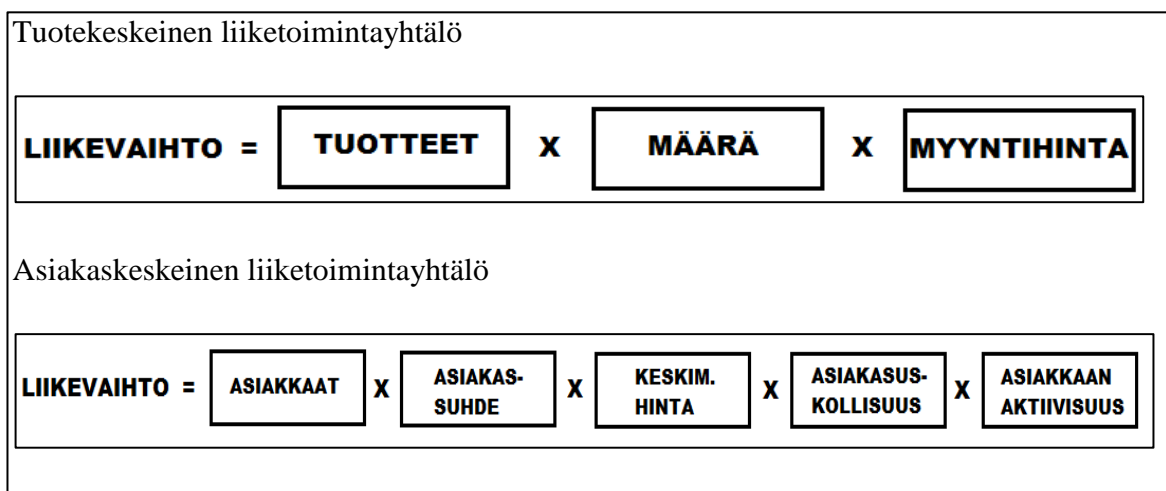 Tuotekeskeinen liiketoimintayhtälö
LIIKEVAIHTO = TUOTTEET X MÄÄRÄ X MYYNTIHINTA
Asiakaskeskeinen liiketoimintayhtälö
LIIKEVAIHTO = ASIAKKAAT X ASIAKAS- X KESKIM. X ASIAKASUS- X ASIAKKAAN
SUHDE HINTA KOLLISUUS AKTIIVISUUS